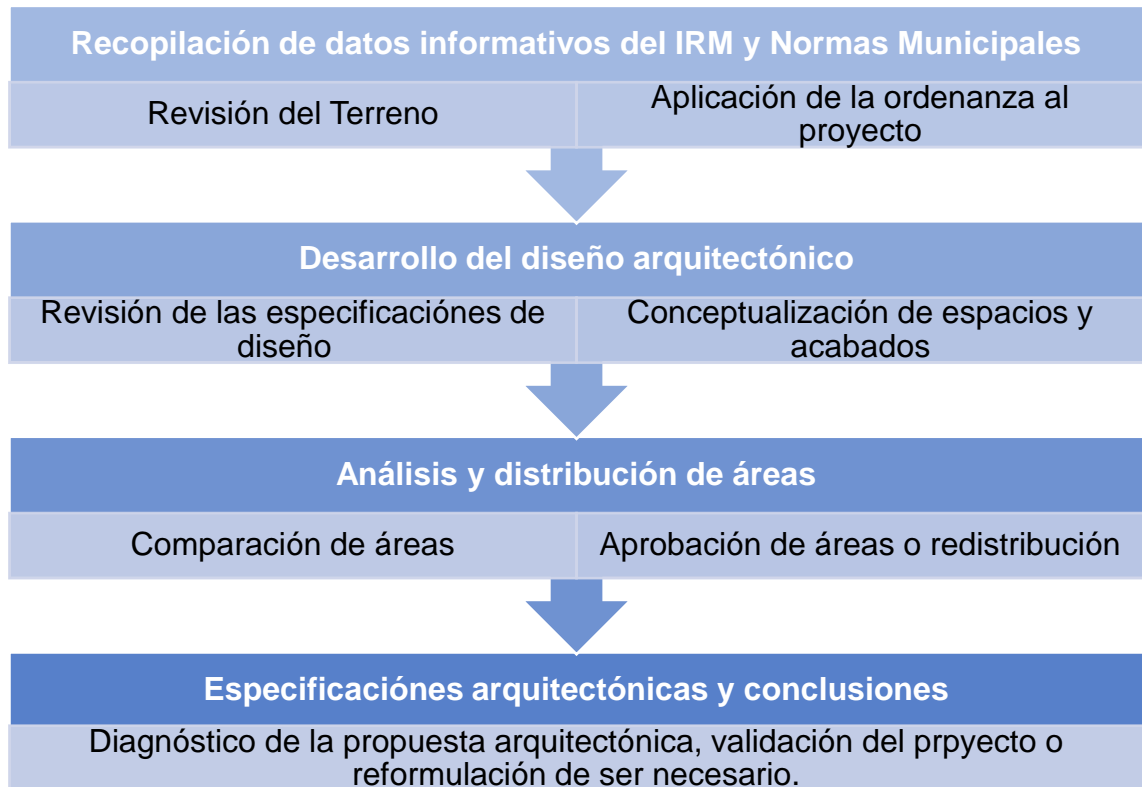 Recopilación de datos informativos del IRM y Normas Municipales
Revisión del Terreno
Aplicación de la ordenanza al
proyecto
Desarrollo del diseño arquitectónico
Revisión de las especificaciónes de
diseño
Conceptualización de espacios y
acabados
Análisis y distribución de áreas
Comparación de áreas
Aprobación de áreas o redistribución
Especificaciónes arquitectónicas y conclusiones
Diagnóstico de la propuesta arquitectónica, validación del prpyecto o
reformulación de ser necesario.